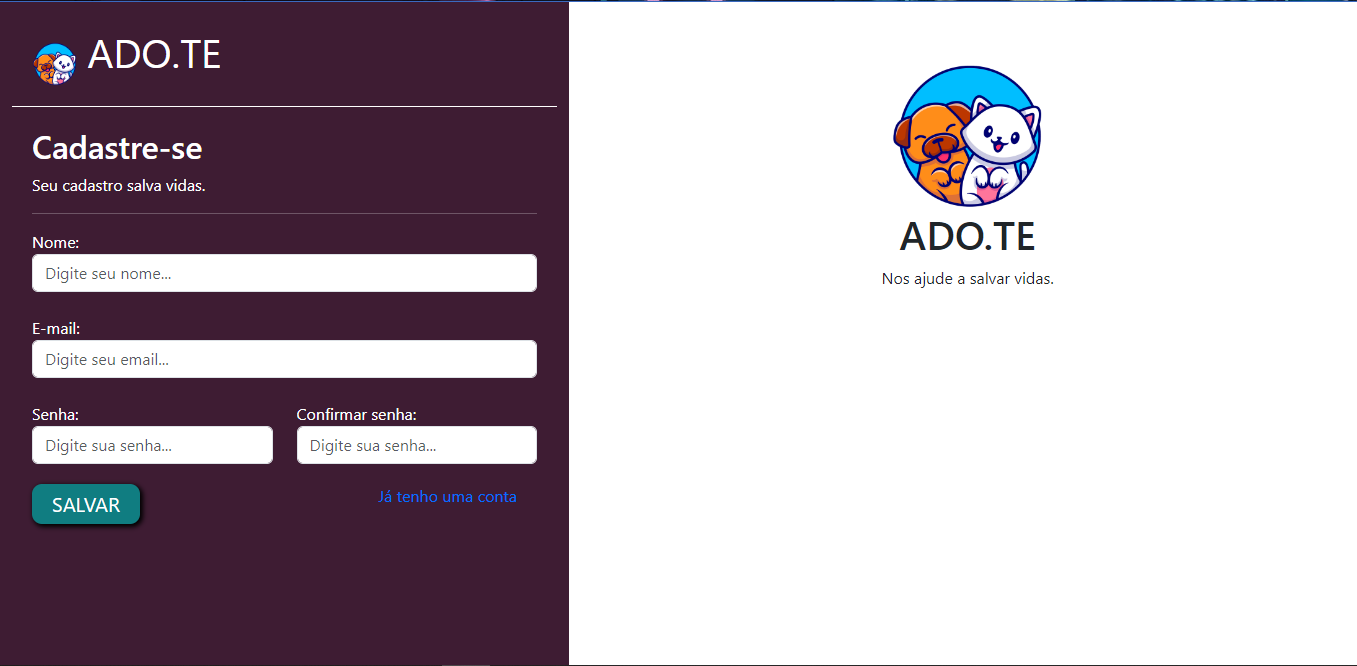 ADO.TE
Cadastre-se
Seu cadastro salva vidas.
Nome:
Digite seu nome...
E-mail:
Digite seu email...
Senha: Confirmar senha:
Digite sua senha... Digite sua senha...
SALVAR Já tenho uma conta
ADO.TE
Nos ajude a salvar vidas.